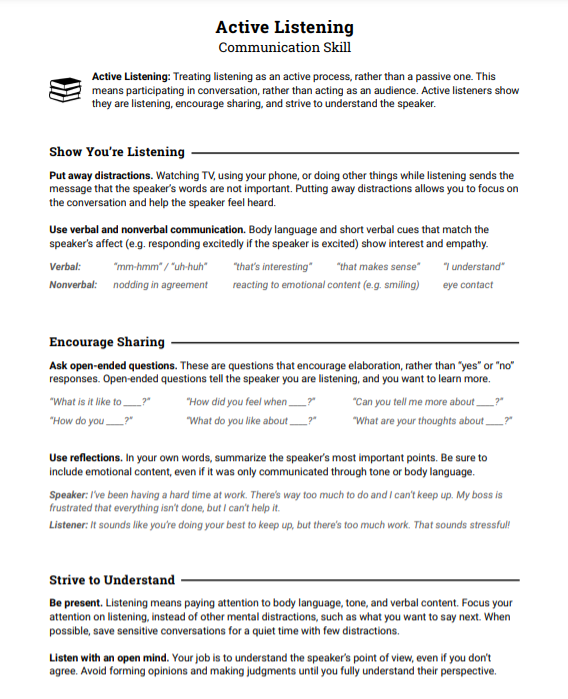 Active Listening
Communication Skill
Active Listening: Treating listening as an active process, rather than a passive one. This
means participating in conversation, rather than acting as an audience. Active listeners show
they are listening, encourage sharing, and strive to understand the speaker.
Show You’re Listening
Put away distractions. Watching TV, using your phone, or doing other things while listening sends the
message that the speaker’s words are not important. Putting away distractions allows you to focus on
the conversation and help the speaker feel heard.
Use verbal and nonverbal communication. Body language and short verbal cues that match the
speaker’s affect (e.g. responding excitedly if the speaker is excited) show interest and empathy.
Verbal: “mm-hmm” / “uh-huh” “that’s interesting” “that makes sense” “I understand”
Nonverbal: nodding in agreement reacting to emotional content (e.g. smiling) eye contact
Encourage Sharing
Ask open-ended questions. These are questions that encourage elaboration, rather than “yes” or “no”
responses. Open-ended questions tell the speaker you are listening, and you want to learn more.
“What is it like to ___?” “How did you feel when ___?” “Can you tell me more about ___?”
“How do you ___?” “What do you like about ___?” “What are your thoughts about ___?”
Use reflections. In your own words, summarize the speaker’s most important points. Be sure to
include emotional content, even if it was only communicated through tone or body language.
Speaker: I’ve been having a hard time at work. There’s way too much to do and I can’t keep up. My boss is
frustrated that everything isn’t done, but I can’t help it.
Listener: It sounds like you’re doing your best to keep up, but there’s too much work. That sounds stressful!
Strive to Understand
Be present. Listening means paying attention to body language, tone, and verbal content. Focus your
attention on listening, instead of other mental distractions, such as what you want to say next. When
possible, save sensitive conversations for a quiet time with few distractions.
Listen with an open mind. Your job is to understand the speaker’s point of view, even if you don’t
agree. Avoid forming opinions and making judgments until you fully understand their perspective.